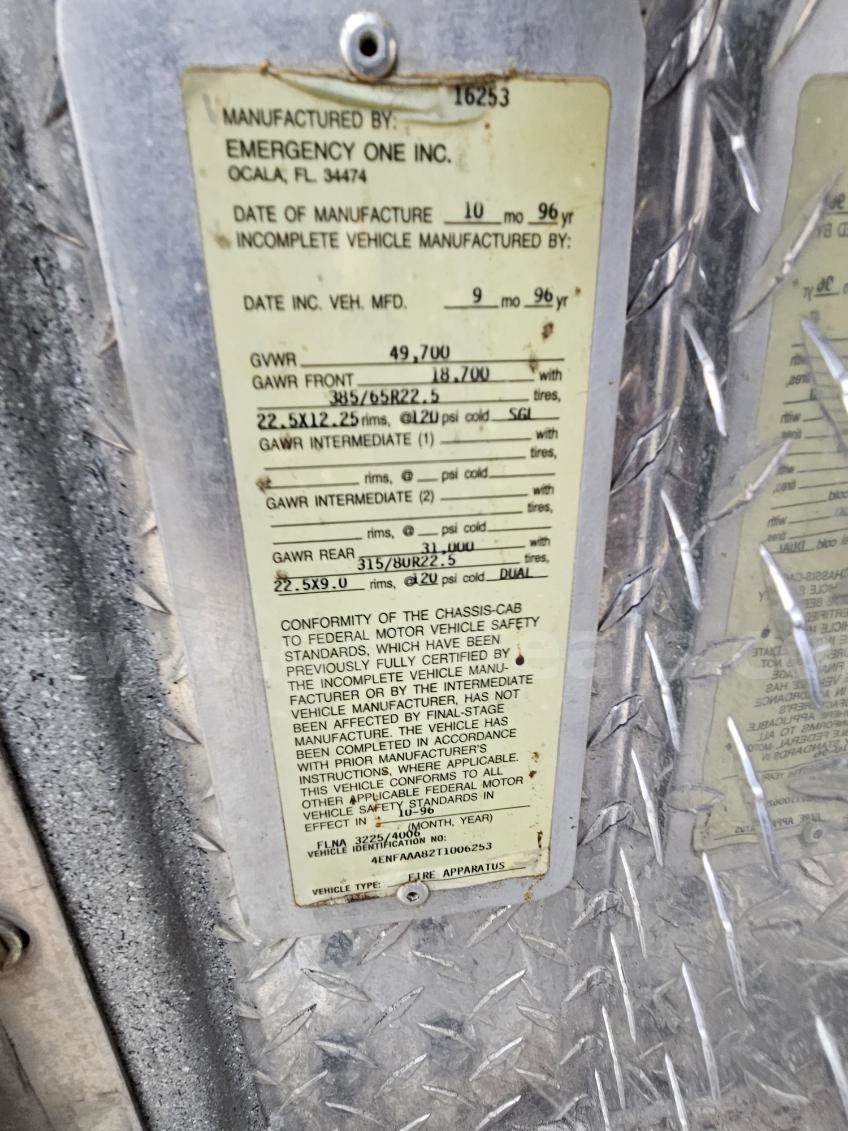 16253
MANUFACTURED BY:
EMERGENCY ONE INC.
OCALA, FL. 34474
DATE OF MANUFACTURE 10 mo 96 yr
INCOMPLETE VEHICLE MANUFACTURED BY:
DATE INC. VEH. MFD. 9 mo 96 yr
GVWR 49,700
GAWR FRONT 18,700 with
385/65R22.5 tires,
22.5X12.25 rims, @120 psi cold SGL
GAWR INTERMEDIATE (1) with
tires,
rims, @ psi cold
GAWR INTERMEDIATE (2) with
tires,
rims, @ psi cold
GAWR REAR 31,000 with
315/80R22.5 tires,
22.5X9.0 rims, @120 psi cold DUAL
CONFORMITY OF THE CHASSIS-CAB
TO FEDERAL MOTOR VEHICLE SAFETY
STANDARDS, WHICH HAVE BEEN
PREVIOUSLY FULLY CERTIFIED BY
THE INCOMPLETE VEHICLE MANU-
FACTURER OR BY THE INTERMEDIATE
VEHICLE MANUFACTURER, HAS NOT
BEEN AFFECTED BY FINAL-STAGE
MANUFACTURE. THE VEHICLE HAS
BEEN COMPLETED IN ACCORDANCE
WITH PRIOR MANUFACTURER'S
INSTRUCTIONS, WHERE APPLICABLE.
THIS VEHICLE CONFORMS TO ALL
OTHER APPLICABLE FEDERAL MOTOR
VEHICLE SAFETY STANDARDS IN
EFFECT IN 10-96
(MONTH, YEAR)
FLNA 3225/4006
VEHICLE IDENTIFICATION NO:
4ENFAAA82T1006253
VEHICLE TYPE: FIRE APPARATUS